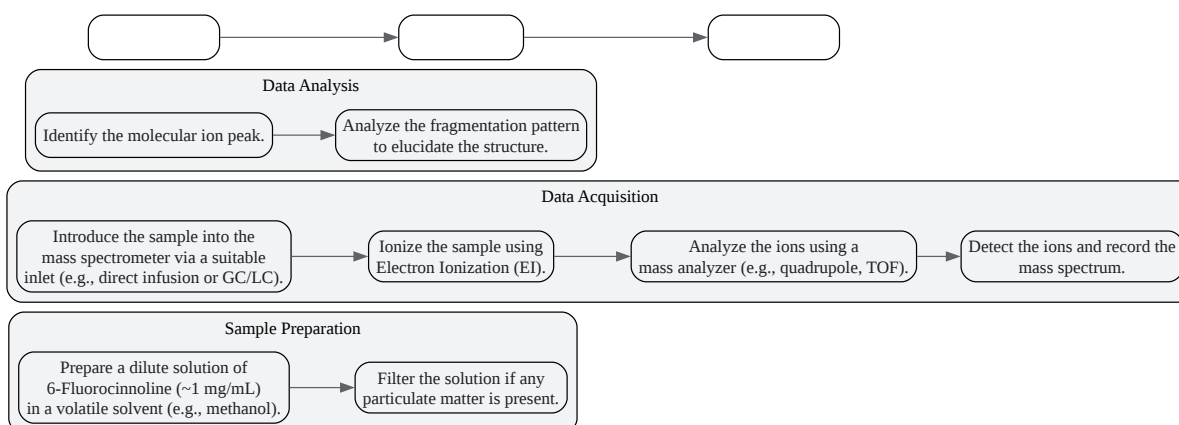 Data Analysis
Identify the molecular ion peak.
Analyze the fragmentation pattern
to elucidate the structure.
Data Acquisition
Introduce the sample into the
mass spectrometer via a suitable
inlet (e.g., direct infusion or GC/LC).
Ionize the sample using
Electron Ionization (EI).
Analyze the ions using a
mass analyzer (e.g., quadrupole, TOF).
Detect the ions and record the
mass spectrum.
Sample Preparation
Prepare a dilute solution of
6-Fluorocinnoline (~1 mg/mL)
in a volatile solvent (e.g., methanol).
Filter the solution if any
particulate matter is present.